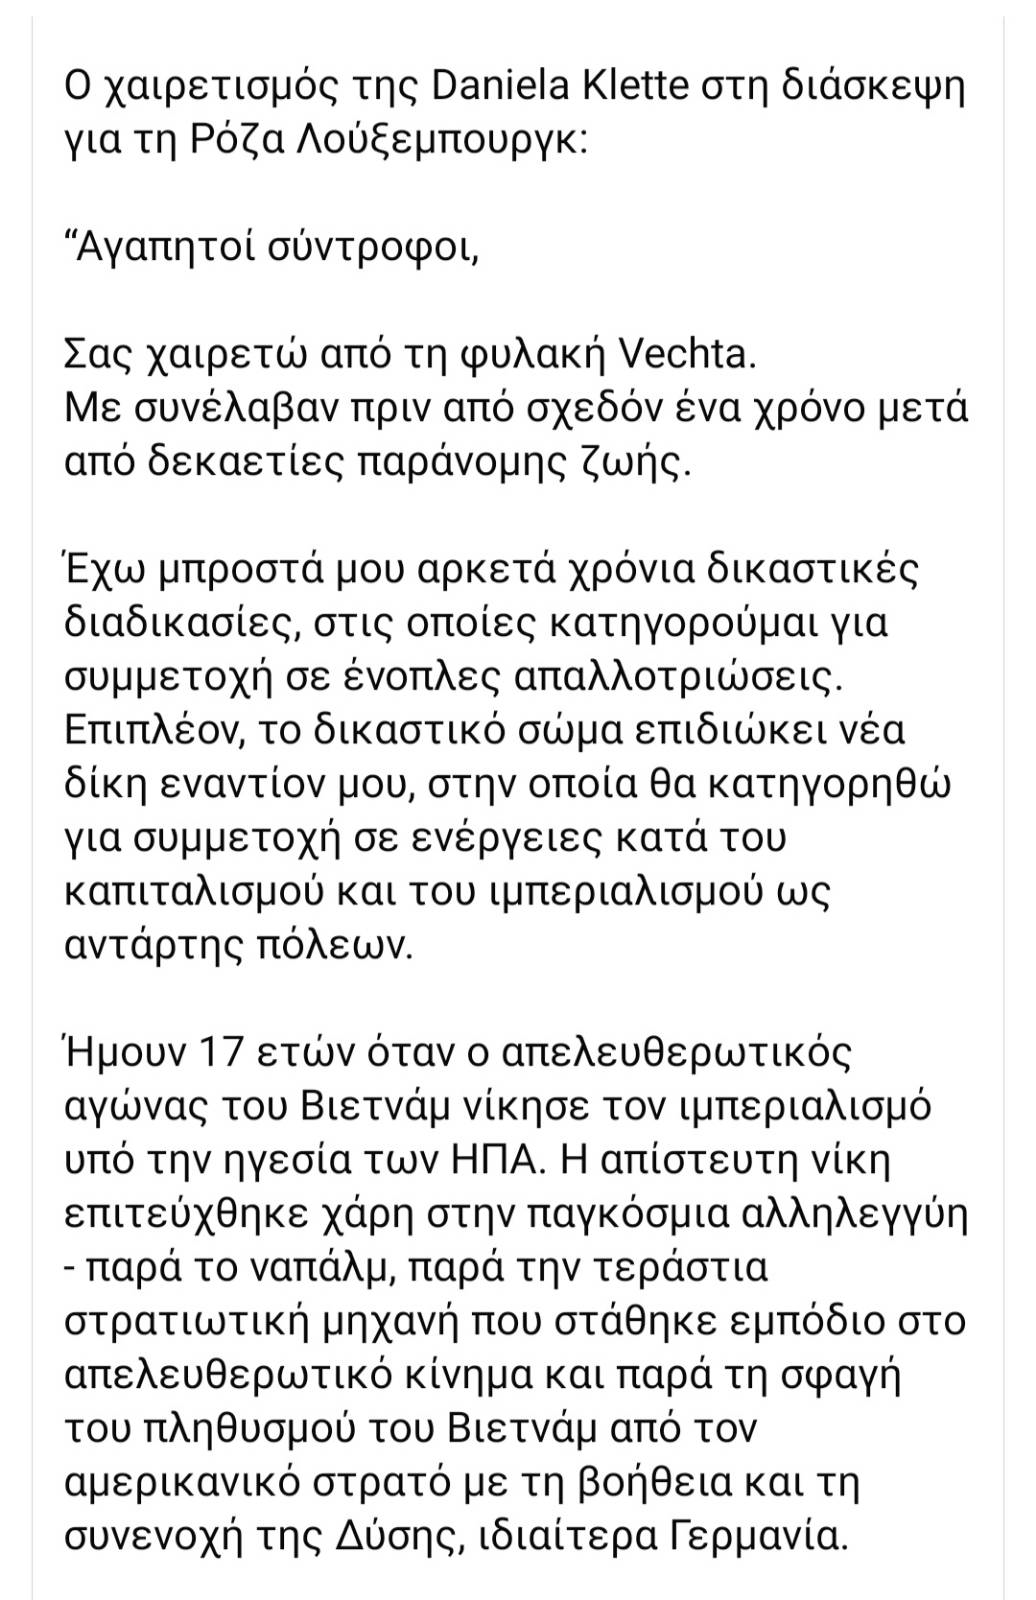 Ο χαιρετισμός της Daniela Klette στη διάσκεψη
για τη Ρόζα Λούξεμπουργκ:
“Αγαπητοί σύντροφοι,
Σας χαιρετώ από τη φυλακή Vechta.
Με συνέλαβαν πριν από σχεδόν ένα χρόνο μετά
από δεκαετίες παράνομης ζωής.
Έχω μπροστά μου αρκετά χρόνια δικαστικές
διαδικασίες, στις οποίες κατηγορούμαι για
συμμετοχή σε ένοπλες απαλλοτριώσεις.
Επιπλέον, το δικαστικό σώμα επιδιώκει νέα
δίκη εναντίον μου, στην οποία θα κατηγορηθώ
για συμμετοχή σε ενέργειες κατά του
καπιταλισμού και του ιμπεριαλισμού ως
αντάρτης πόλεων.
Ήμουν 17 ετών όταν ο απελευθερωτικός
αγώνας του Βιετνάμ νίκησε τον ιμπεριαλισμό
υπό την ηγεσία των ΗΠΑ. Η απίστευτη νίκη
επιτεύχθηκε χάρη στην παγκόσμια αλληλεγγύη
- παρά το ναπάλμ, παρά την τεράστια
στρατιωτική μηχανή που στάθηκε εμπόδιο στο
απελευθερωτικό κίνημα και παρά τη σφαγή
του πληθυσμού του Βιετνάμ από τον
αμερικανικό στρατό με τη βοήθεια και τη
συνενοχή της Δύσης, ιδιαίτερα Γερμανία.